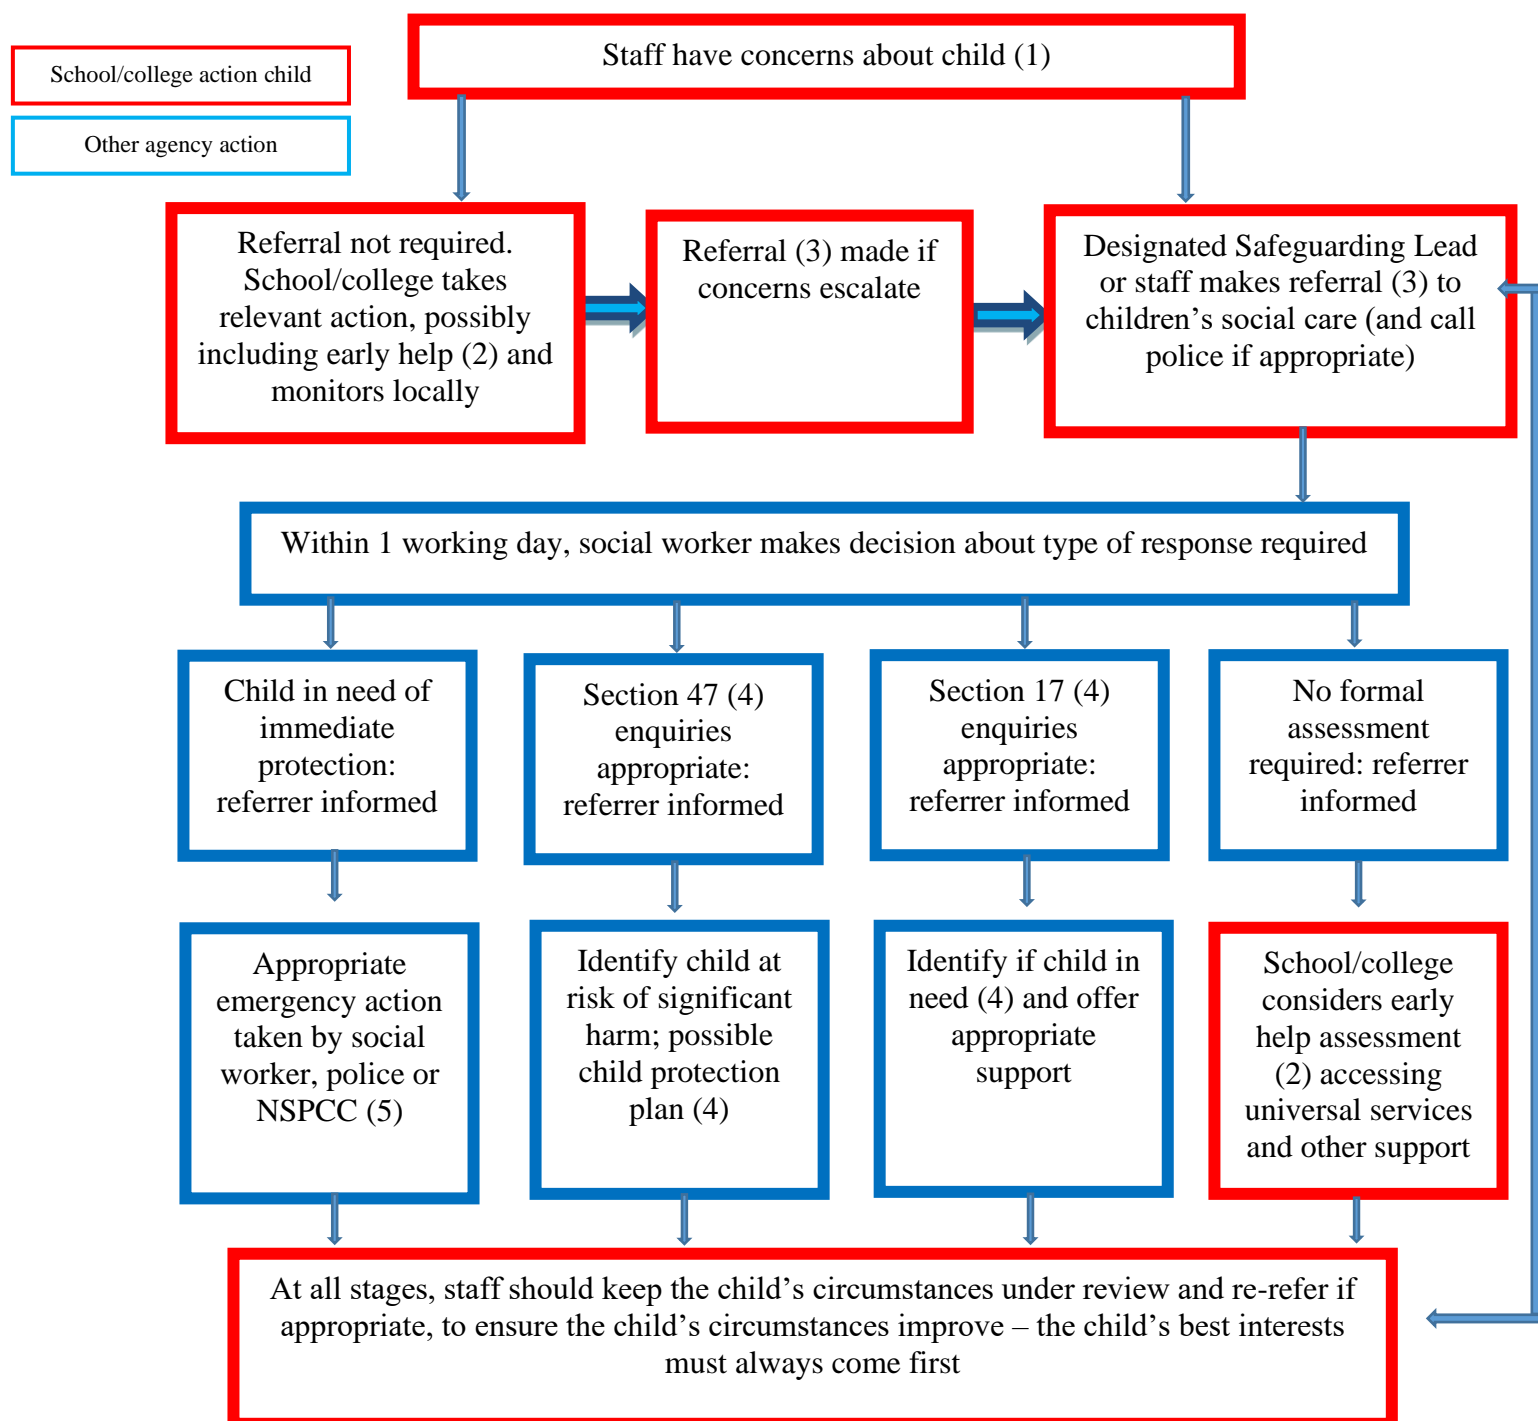 Staff have concerns about child (1)
School/college action child
Other agency action
Referral not required.
School/college takes
relevant action, possibly
including early help (2) and
monitors locally
Referral (3) made if
concerns escalate
Designated Safeguarding Lead
or staff makes referral (3) to
children’s social care (and call
police if appropriate)
Within 1 working day, social worker makes decision about type of response required
Child in need of
immediate
protection:
referrer informed
Section 47 (4)
enquiries
appropriate:
referrer informed
Section 17 (4)
enquiries
appropriate:
referrer informed
No formal
assessment
required: referrer
informed
Appropriate
emergency action
taken by social
worker, police or
NSPCC (5)
Identify child at
risk of significant
harm; possible
child protection
plan (4)
Identify if child in
need (4) and offer
appropriate
support
School/college
considers early
help assessment
(2) accessing
universal services
and other support
At all stages, staff should keep the child’s circumstances under review and re-refer if
appropriate, to ensure the child’s circumstances improve – the child’s best interests
must always come first